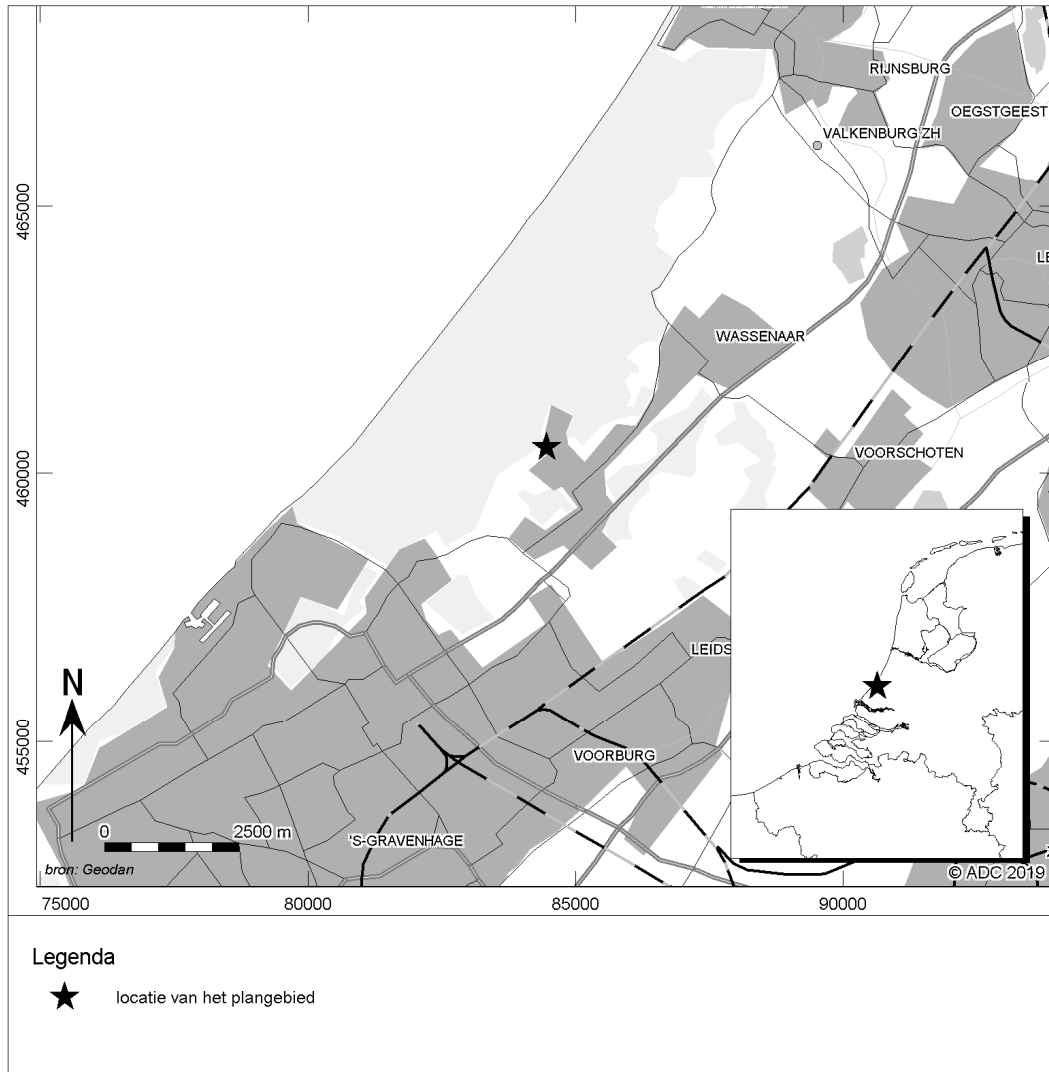 RIJNSBURG
OEGSTGEEST
VALKENBURG ZH
465000
LE
WASSENAAR
VOORSCHOTEN
460000
LEIDS
N
455000
VOORBURG
0 2500 m
'S-GRAVENHAGE
bron: Geodan
© ADC 2019
75000 80000 85000 90000
Legenda
locatie van het plangebied